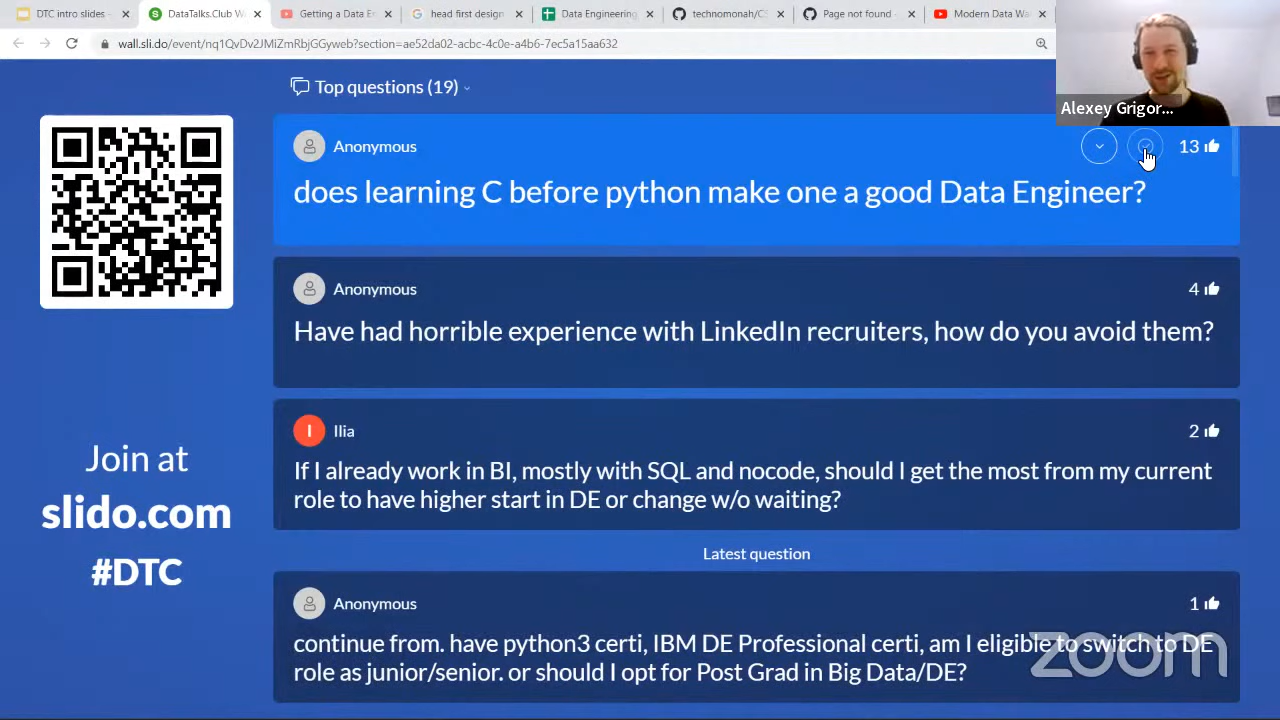 DTC intro slides -
DataTalks.Club W
Getting a Data En
head first design
Data Engineering
technomonah/CS
Page not found
Modern Data Wa
wall.sli.do/event/nq1QvDv2JMiZmRbjGGyweb?section=ae52da02-acbc-4c0e-a4b6-7ec5a15aa632
Alexey Grigor...
Top questions (19)
Anonymous
13
does learning C before python make one a good Data Engineer?
Anonymous
4
Have had horrible experience with LinkedIn recruiters, how do you avoid them?
I
Ilia
2
If I already work in BI, mostly with SQL and nocode, should I get the most from my current
role to have higher start in DE or change w/o waiting?
Join at
slido.com
#DTC
Latest question
Anonymous
1
continue from. have python3 certi, IBM DE Professional certi, am I eligible to switch to DE
role as junior/senior. or should I opt for Post Grad in Big Data/DE?
zoom